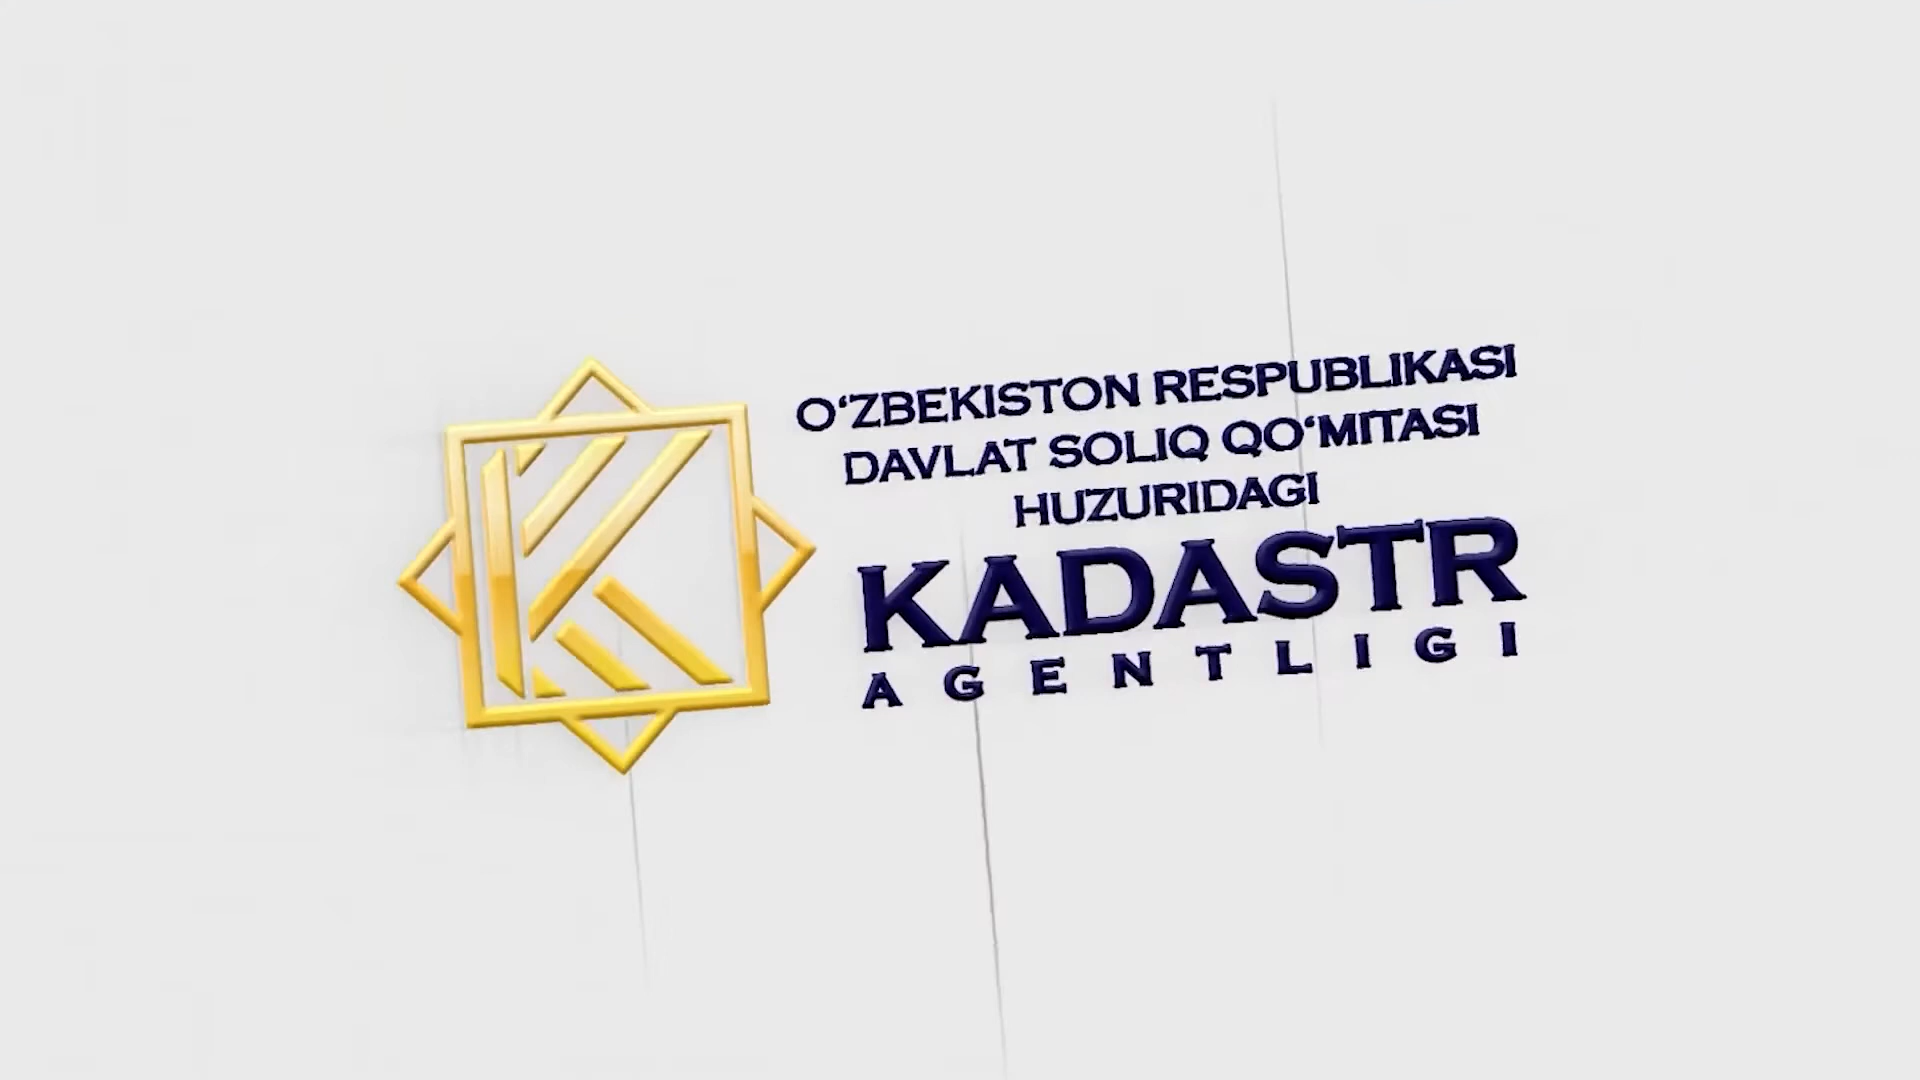 O‘ZBEKISTON RESPUBLIKASI
DAVLAT SOLIQ QO‘MITASI
HUZURIDAGI
KADASTR
AGENTLIGI